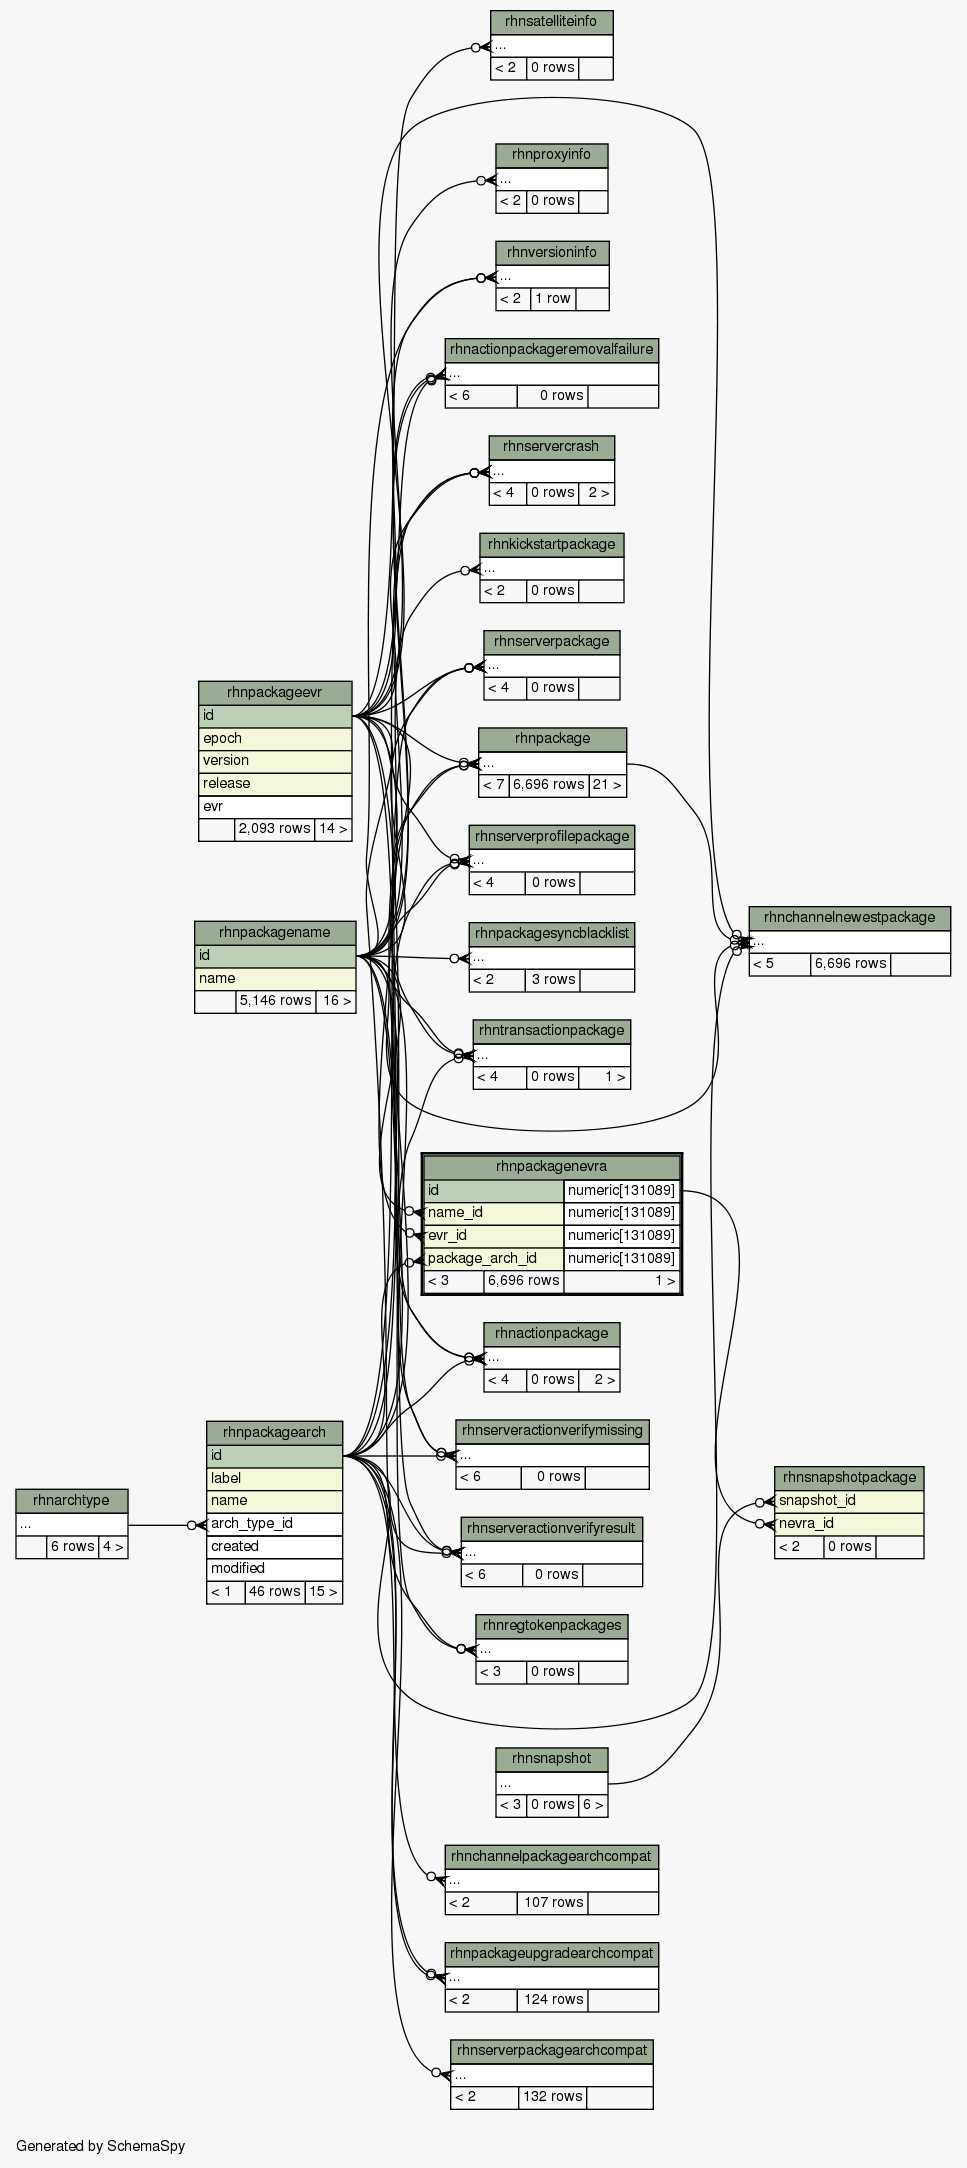 rhnsatelliteinfo
...
< 2 0 rows
rhnproxyinfo
...
< 2 0 rows
rhnversioninfo
...
< 2 1 row
rhnactionpackageremovalfailure
...
< 6 0 rows
rhnservercrash
...
< 4 0 rows 2 >
rhnkickstartpackage
...
< 2 0 rows
rhnserverpackage
...
< 4 0 rows
rhnpackageevr
id
epoch
version
release
evr
2,093 rows 14 >
rhnpackage
...
< 7 6,696 rows 21 >
rhnserverprofilepackage
...
< 4 0 rows
rhnpackagename
id
name
5,146 rows 16 >
rhnpackagesyncblacklist
...
< 2 3 rows
rhnchannelnewestpackage
...
< 5 6,696 rows
rhntransactionpackage
...
< 4 0 rows 1 >
rhnpackagenevra
id numeric[131089]
name_id numeric[131089]
evr_id numeric[131089]
package_arch_id numeric[131089]
< 3 6,696 rows 1 >
rhnactionpackage
...
< 4 0 rows 2 >
rhnpackagearch
id
label
name
arch_type_id
created
modified
< 1 46 rows 15 >
rhnarchtype
...
6 rows 4 >
rhnserveractionverifymissing
...
< 6 0 rows
rhnsnapshotpackage
snapshot_id
nevra_id
< 2 0 rows
rhnserveractionverifyresult
...
< 6 0 rows
rhnregtokenpackages
...
< 3 0 rows
rhnsnapshot
...
< 3 0 rows 6 >
rhnchannelpackagearchcompat
...
< 2 107 rows
rhnpackageupgradearchcompat
...
< 2 124 rows
rhnserverpackagearchcompat
...
< 2 132 rows
Generated by SchemaSpy